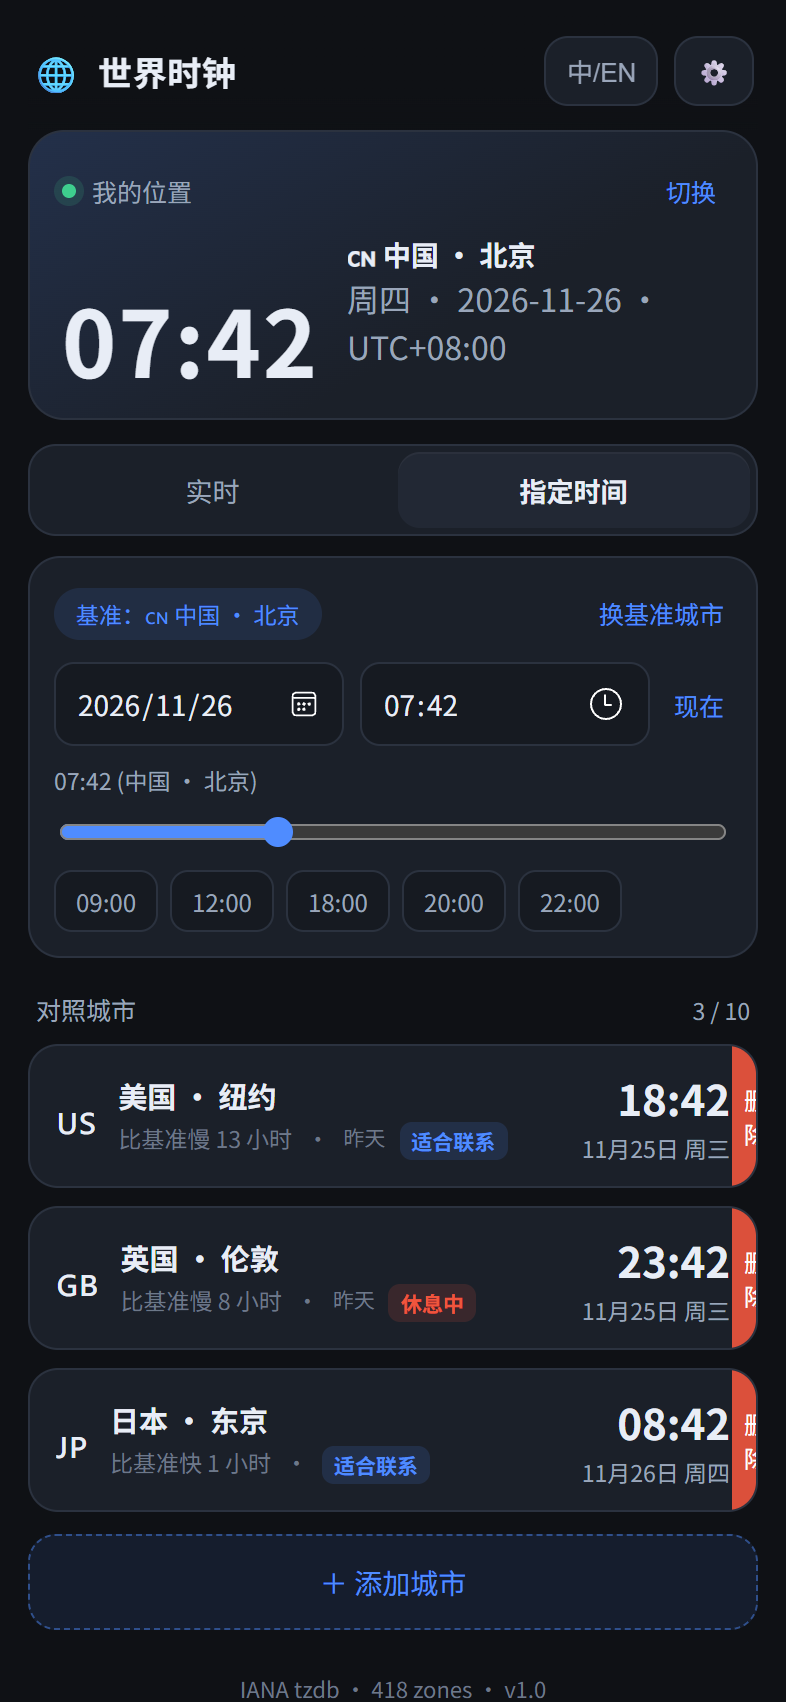 世界时钟
中/EN
我的位置
切换
07:42
CN 中国 · 北京
周四 · 2026-11-26 ·
UTC+08:00
实时
指定时间
基准: CN 中国 · 北京
换基准城市
2026/11/26
07:42
现在
07:42 (中国 · 北京)
09:00
12:00
18:00
20:00
22:00
对照城市
3 / 10
US
美国 · 纽约
比基准慢 13 小时 · 昨天 适合联系
18:42
11月25日 周三
GB
英国 · 伦敦
比基准慢 8 小时 · 昨天 休息中
23:42
11月25日 周三
JP
日本 · 东京
比基准快 1 小时 · 适合联系
08:42
11月26日 周四
＋ 添加城市
IANA tzdb · 418 zones · v1.0